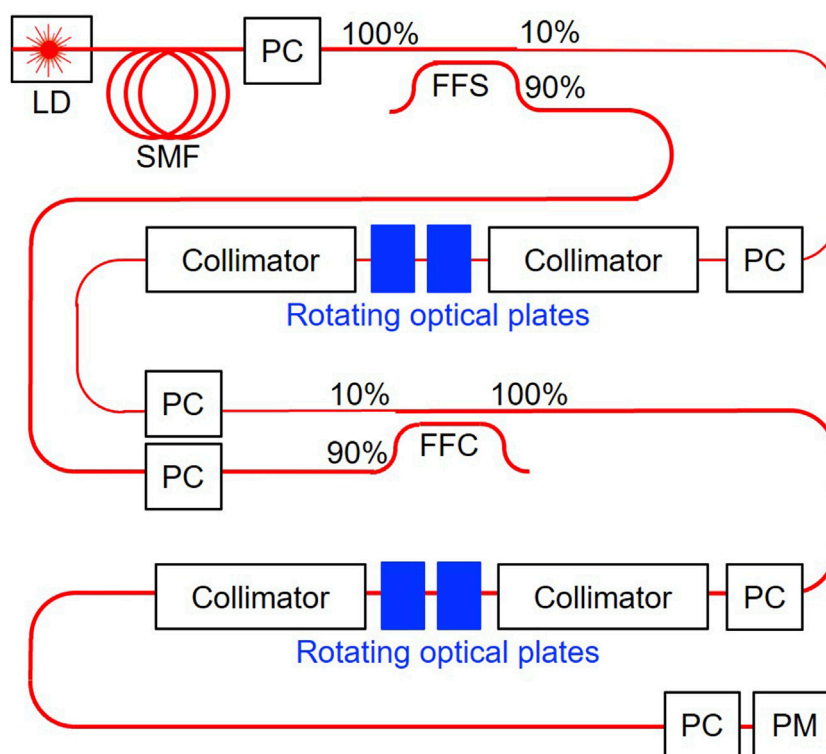 PC
100%
10%
LD
SMF
FFS
90%
Collimator
Collimator
PC
Rotating optical plates
PC
10%
100%
PC
90%
FFC
Collimator
Collimator
PC
Rotating optical plates
PC
PM